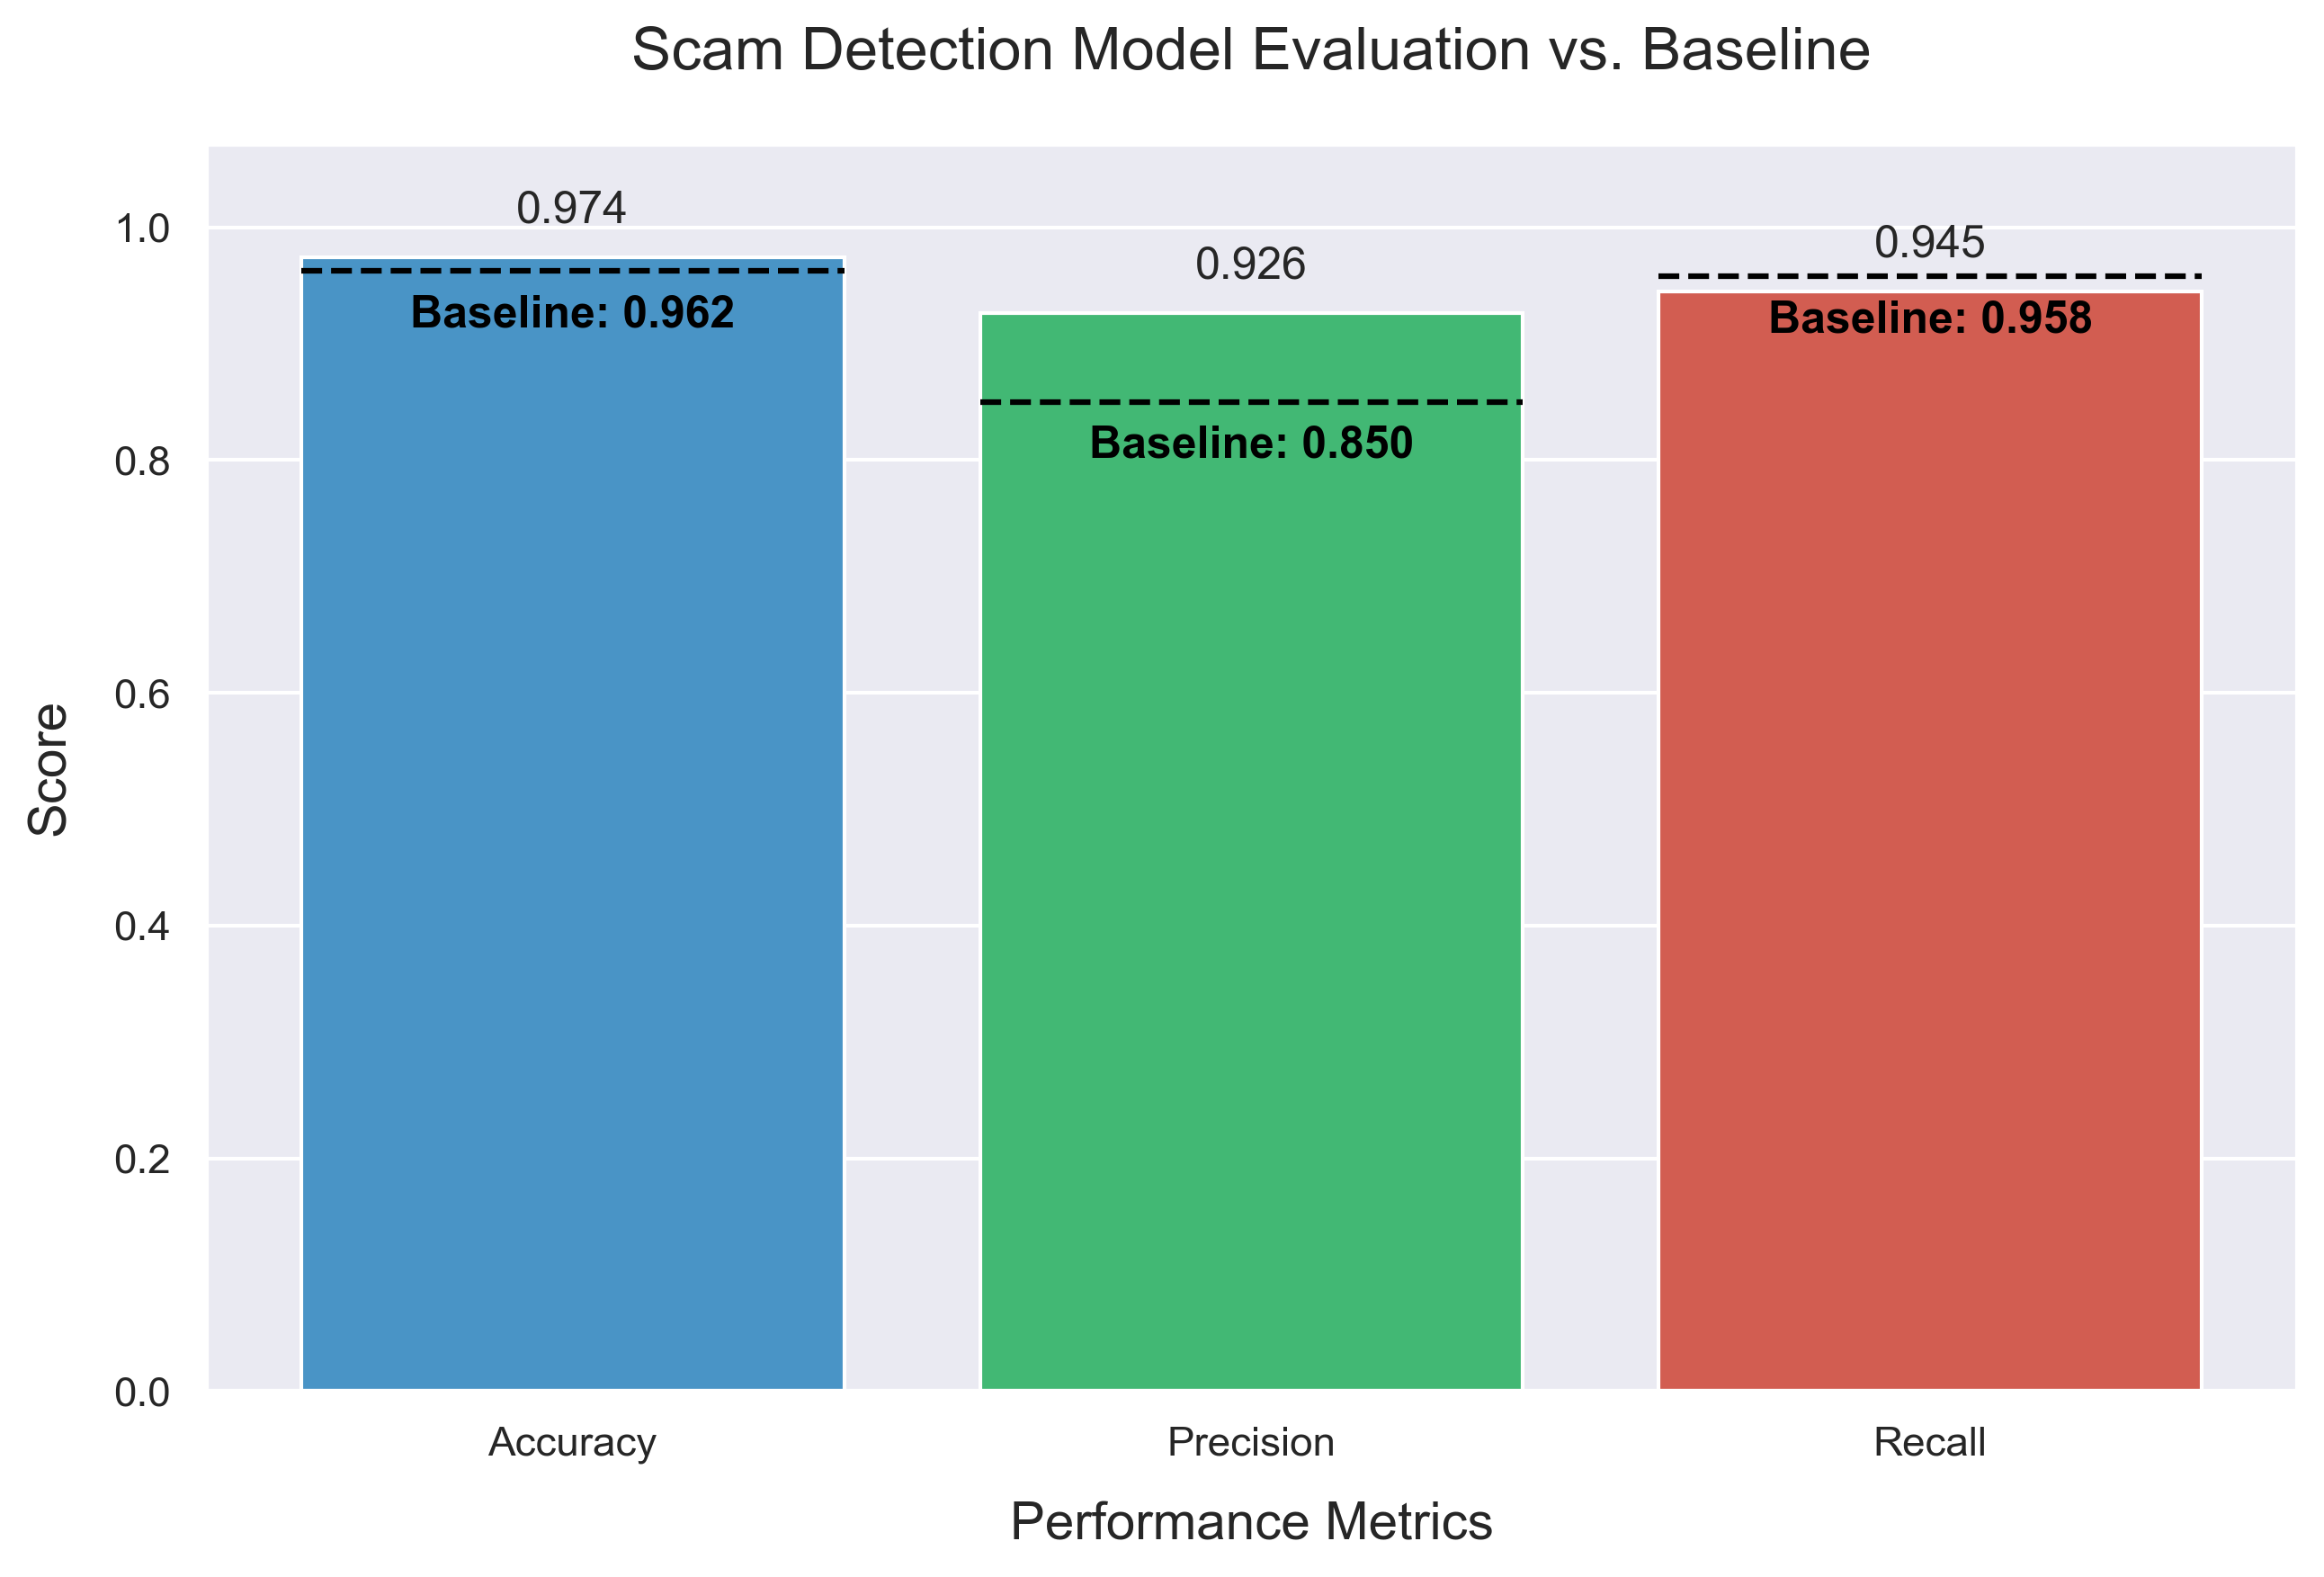 Scam Detection Model Evaluation vs. Baseline
0.974
0.926
0.945
Baseline: 0.962
Baseline: 0.850
Baseline: 0.958
1.0
0.8
0.6
0.4
0.2
0.0
Score
Accuracy
Precision
Recall
Performance Metrics